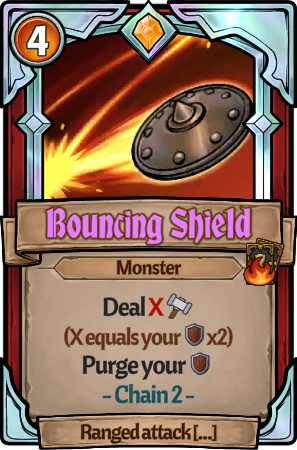 4
Bouncing Shield
Monster
Deal X
(X equals your x2)
Purge your
- Chain 2 -
Ranged attack [...]